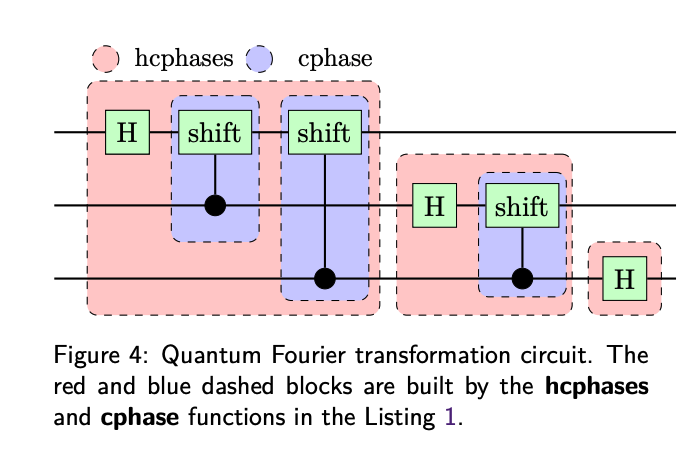 hcphases cphase
H shift shift
H shift
H
Figure 4: Quantum Fourier transformation circuit. The
red and blue dashed blocks are built by the hcphases
and cphase functions in the Listing 1.